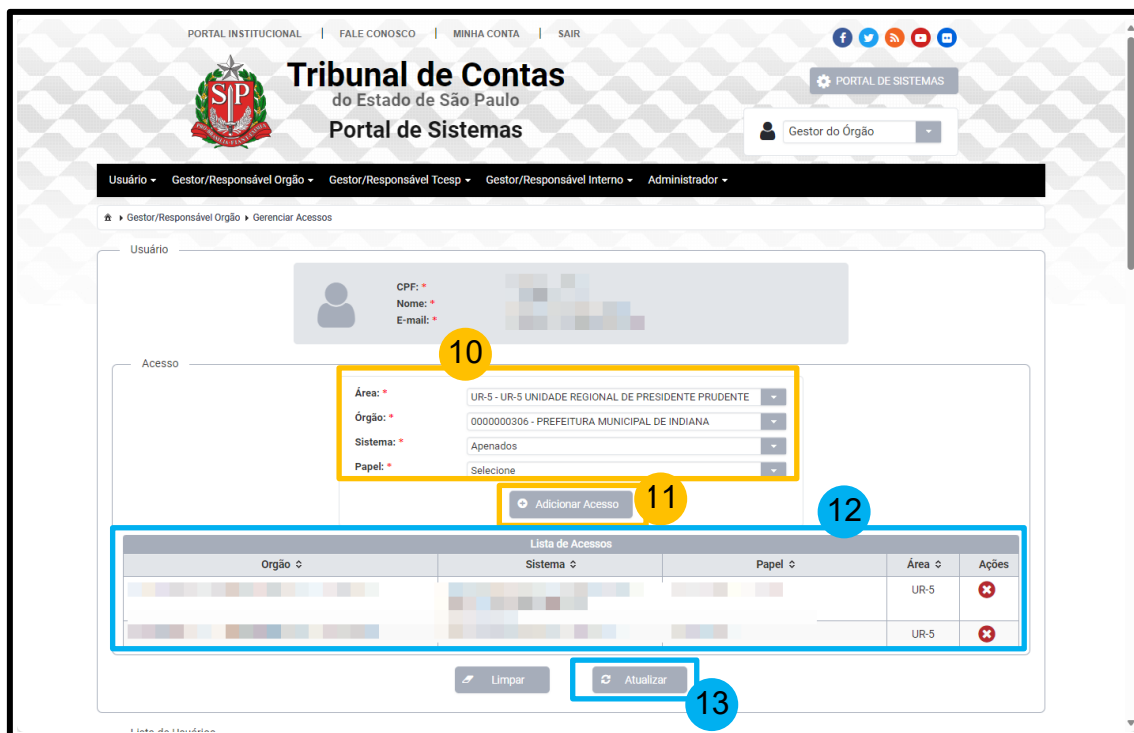 PORTAL INSTITUCIONAL | FALE CONOSCO | MINHA CONTA | SAIR
Tribunal de Contas
do Estado de São Paulo
Portal de Sistemas
SP
PORTAL DE SISTEMAS
Gestor do Órgão
Usuário Gestor/Responsável Orgão Gestor/Responsável Tcesp Gestor/Responsável Interno Administrador
Gestor/Responsável Orgão Gerenciar Acessos
Usuário
CPF: *
Nome: *
E-mail: *
10
Acesso
Área: * UR-5 - UR-5 UNIDADE REGIONAL DE PRESIDENTE PRUDENTE
Órgão: * 0000000306 - PREFEITURA MUNICIPAL DE INDIANA
Sistema: * Apenados
Papel: * Selecione
Adicionar Acesso 11
12
Lista de Acessos
Orgão Sistema Papel Área Ações
UR-5
UR-5
Limpar Atualizar
13
Lista de Usuários